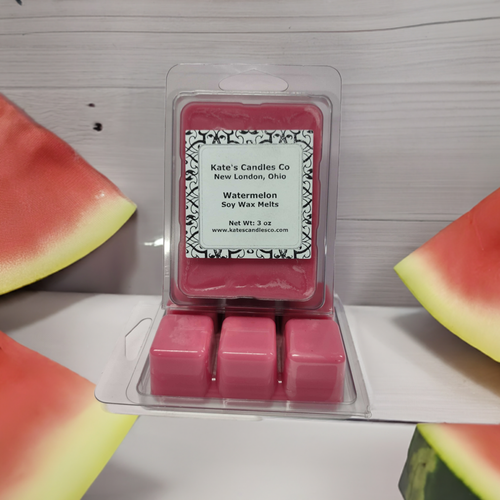 Kate's Candles Co
New London, Ohio
Watermelon
Soy Wax Melts
Net Wt: 3 oz
www.katescandlesco.com